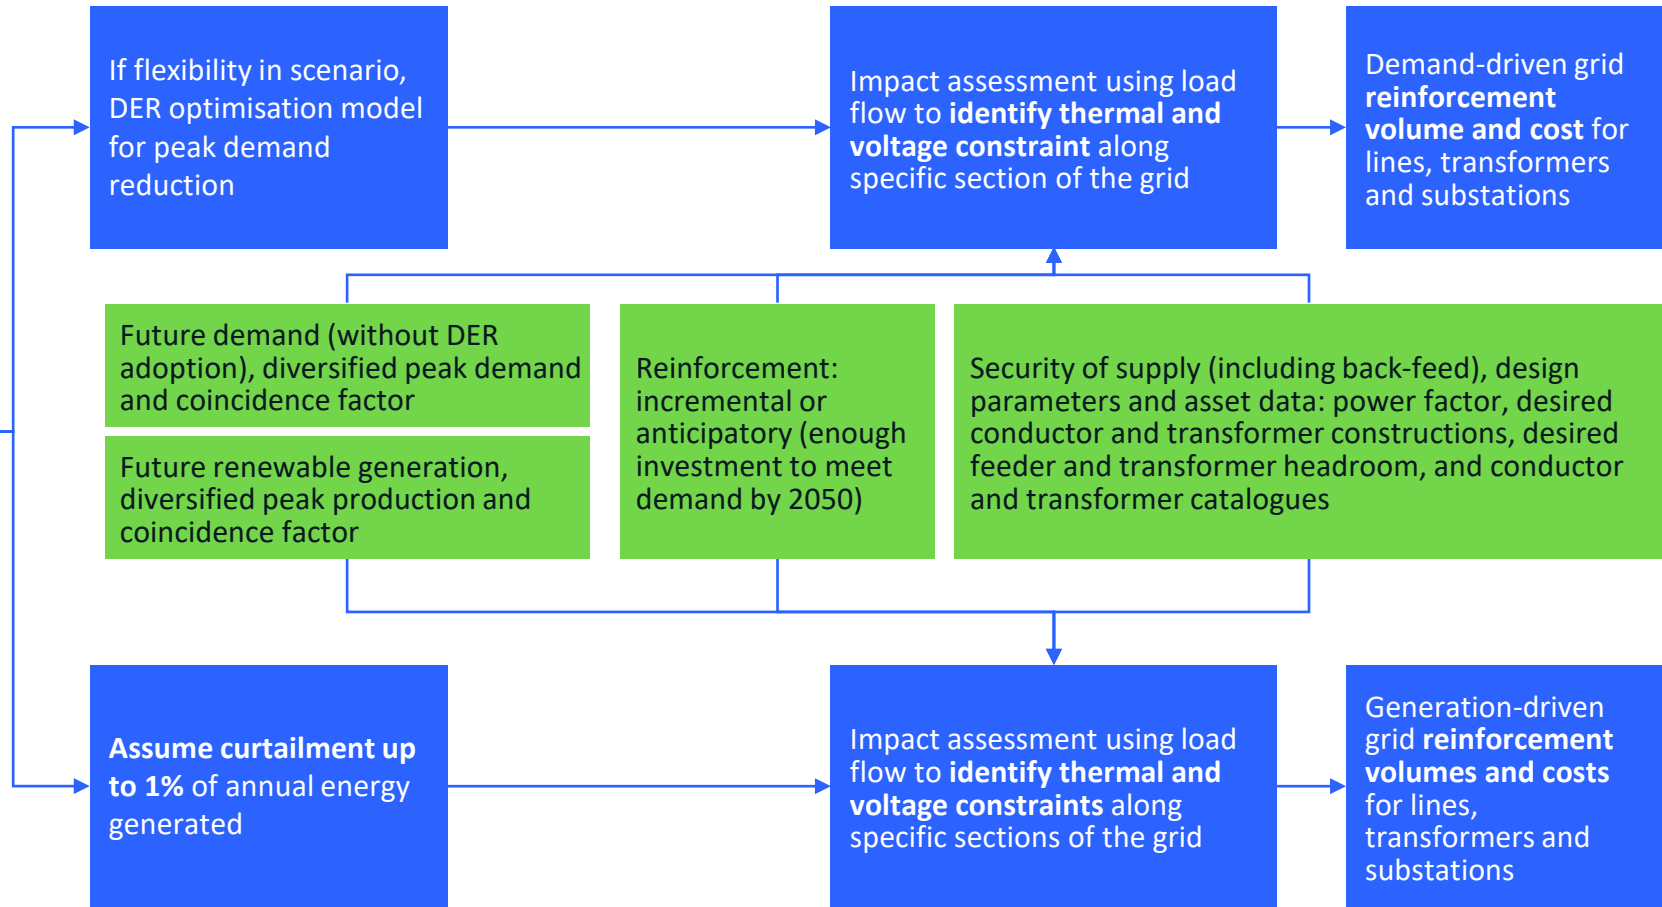 If flexibility in scenario,
DER optimisation model
for peak demand
reduction
Impact assessment using load
flow to identify thermal and
voltage constraint along
specific section of the grid
Demand-driven grid
reinforcement
volume and cost for
lines, transformers
and substations
Future demand (without DER
adoption), diversified peak demand
and coincidence factor
Future renewable generation,
diversified peak production and
coincidence factor
Reinforcement:
incremental or
anticipatory (enough
investment to meet
demand by 2050)
Security of supply (including back-feed), design
parameters and asset data: power factor, desired
conductor and transformer constructions, desired
feeder and transformer headroom, and conductor
and transformer catalogues
Assume curtailment up
to 1% of annual energy
generated
Impact assessment using load
flow to identify thermal and
voltage constraints along
specific sections of the grid
Generation-driven
grid reinforcement
volumes and costs
for lines,
transformers and
substations